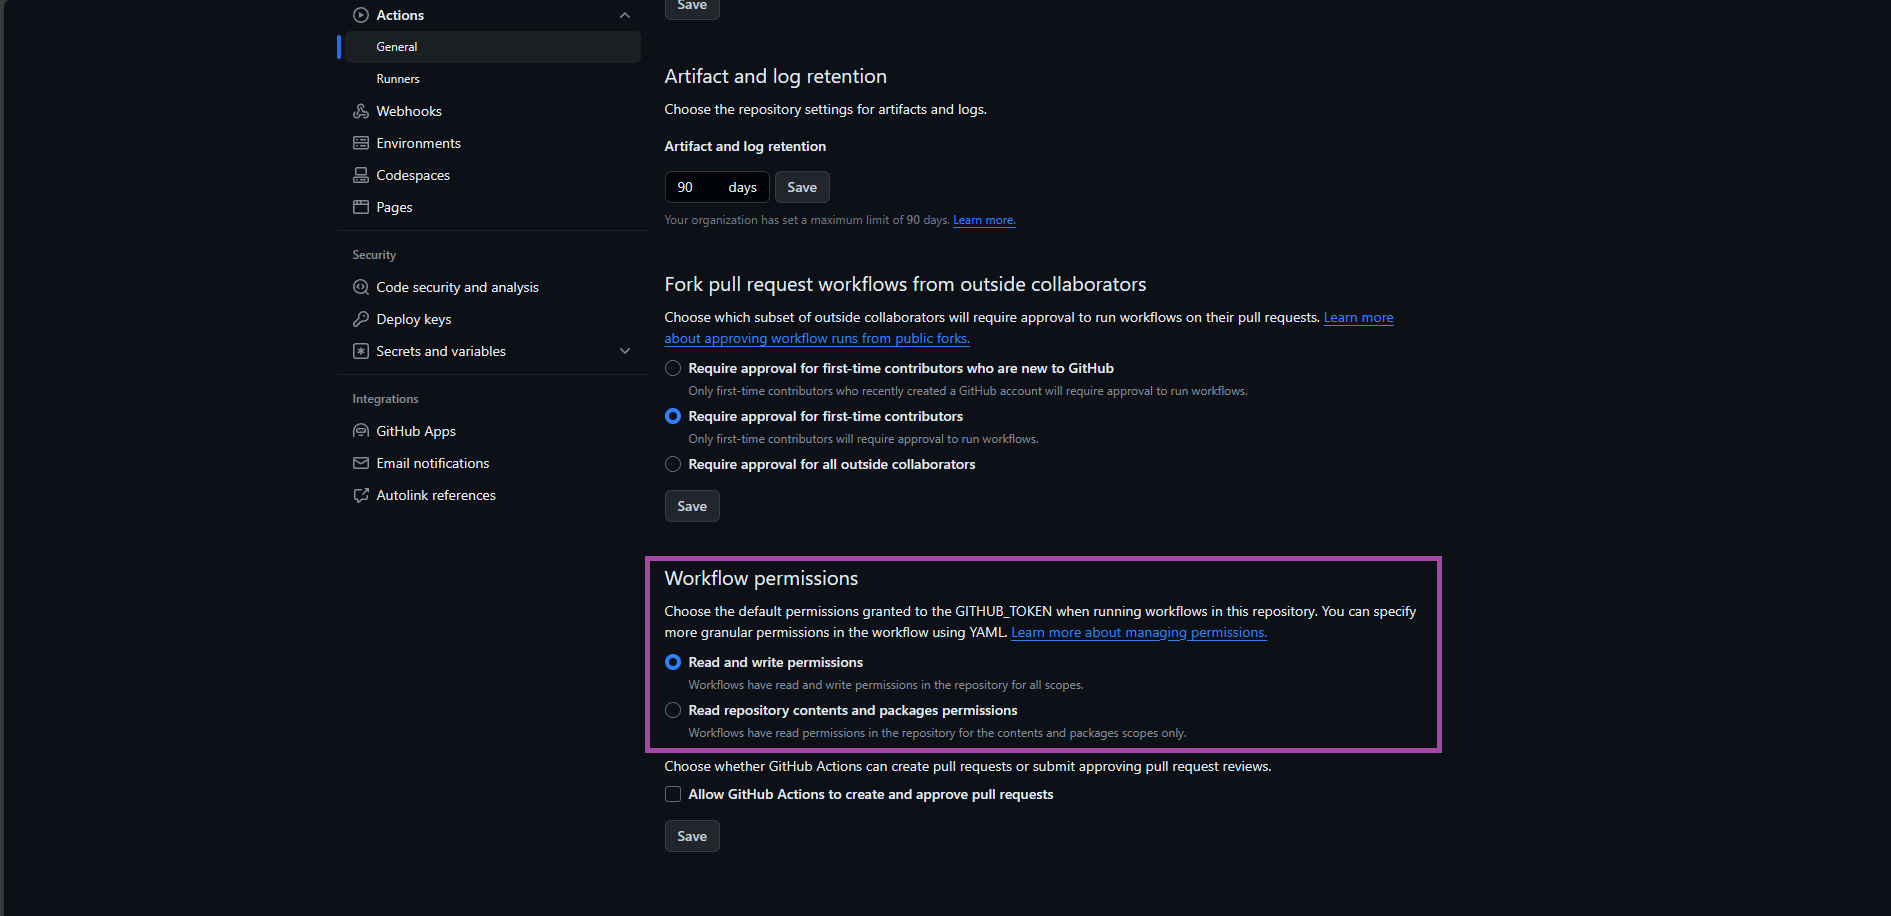 Actions
General
Runners
Webhooks
Environments
Codespaces
Pages
Security
Code security and analysis
Deploy keys
Secrets and variables
Integrations
GitHub Apps
Email notifications
Autolink references
Save
Artifact and log retention
Choose the repository settings for artifacts and logs.
Artifact and log retention
90 days Save
Your organization has set a maximum limit of 90 days. Learn more.
Fork pull request workflows from outside collaborators
Choose which subset of outside collaborators will require approval to run workflows on their pull requests. Learn more
about approving workflow runs from public forks.
Require approval for first-time contributors who are new to GitHub
Only first-time contributors who recently created a GitHub account will require approval to run workflows.
Require approval for first-time contributors
Only first-time contributors will require approval to run workflows.
Require approval for all outside collaborators
Save
Workflow permissions
Choose the default permissions granted to the GITHUB_TOKEN when running workflows in this repository. You can specify
more granular permissions in the workflow using YAML. Learn more about managing permissions.
Read and write permissions
Workflows have read and write permissions in the repository for all scopes.
Read repository contents and packages permissions
Workflows have read permissions in the repository for the contents and packages scopes only.
Choose whether GitHub Actions can create pull requests or submit approving pull request reviews.
Allow GitHub Actions to create and approve pull requests
Save